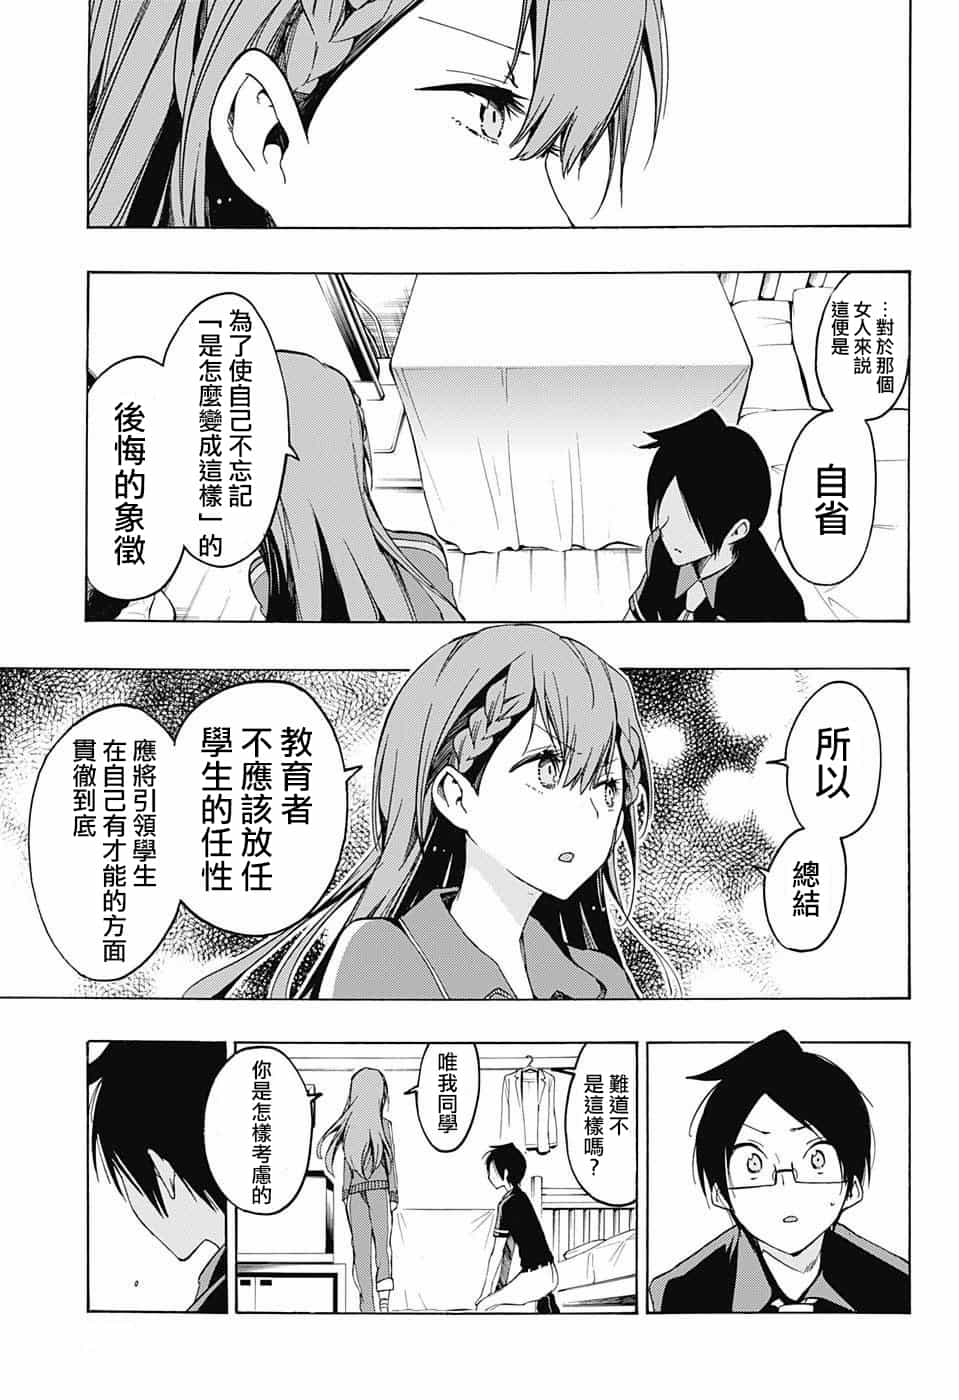 …對於那個
女人來説
這便是
自省
為了使自己不忘記
「是怎麼變成這樣」的
後悔的象徵
所以
總結
教育者
不應該放任
學生的任性
應將引領學生
在自己有才能的方面
貫徹到底
難道不
是這樣嗎？
唯我同學
你是怎樣考慮的